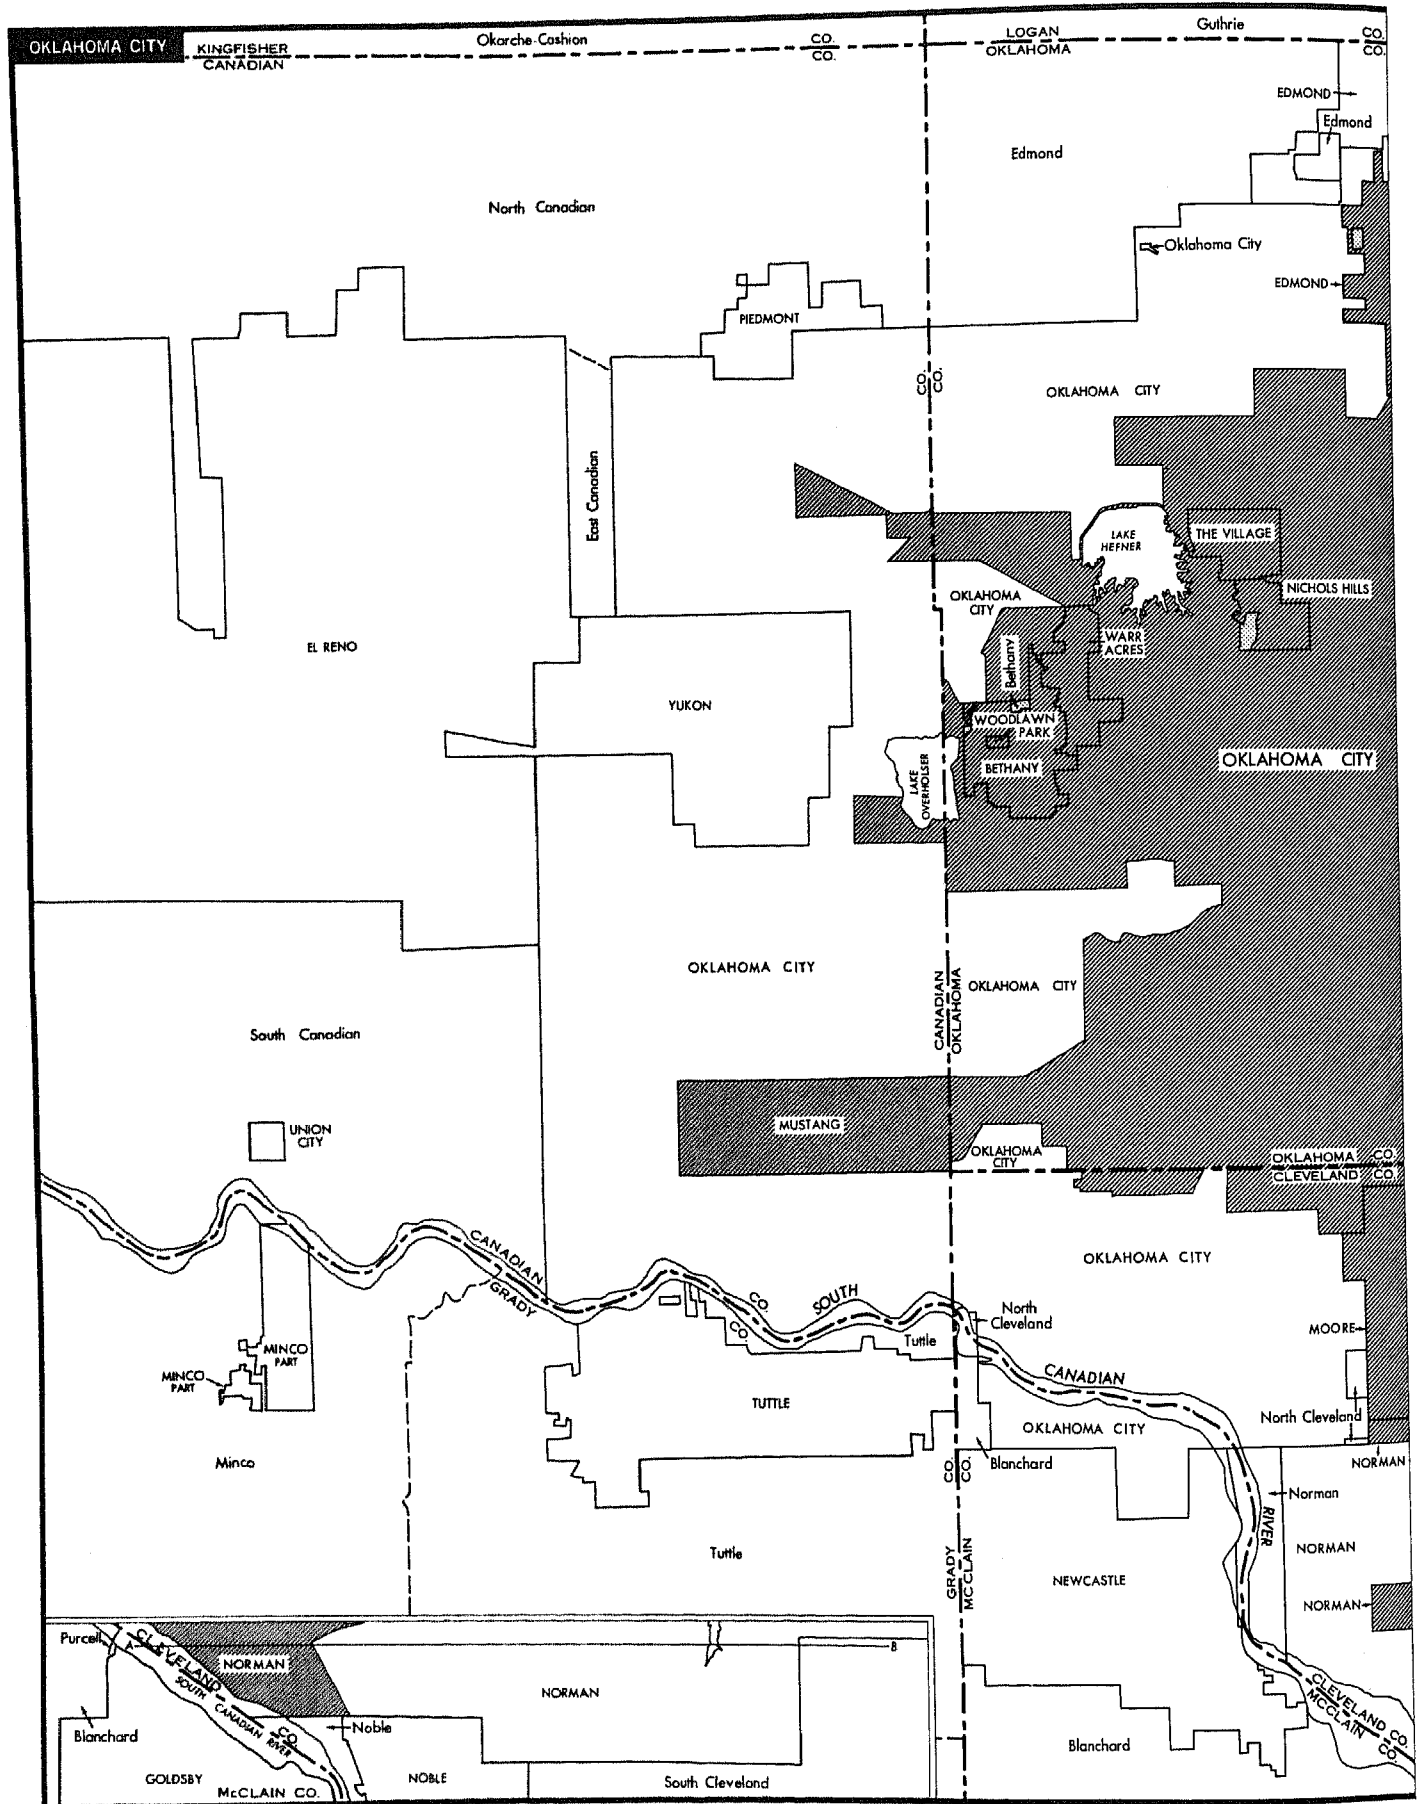 OKLAHOMA CITY
KINGFISHER
CANADIAN
Okarche-Cashion
CO.
CO.
LOGAN
OKLAHOMA
Guthrie
CO.
CO.
EDMOND
Edmond
Edmond
North Canadian
Oklahoma City
EDMOND
PIEDMONT
CO.
CO.
OKLAHOMA CITY
East Canadian
LAKE
HEFNER
THE VILLAGE
NICHOLS HILLS
OKLAHOMA
CITY
WARR
ACRES
Bethany
EL RENO
YUKON
WOODLAWN
PARK
BETHANY
LAKE
OVERHOLSER
OKLAHOMA CITY
OKLAHOMA CITY
OKLAHOMA CITY
CANADIAN
OKLAHOMA
South Canadian
MUSTANG
UNION
CITY
OKLAHOMA
CITY
OKLAHOMA CO.
CLEVELAND CO.
CANADIAN
GRADY
CO.
CO.
SOUTH
OKLAHOMA CITY
North
Cleveland
MOORE
Tuttle
MINCO
PART
MINCO
PART
CANADIAN
TUTTLE
North Cleveland
OKLAHOMA CITY
Minco
CO.
CO.
Blanchard
NORMAN
Norman
RIVER
NORMAN
Tuttle
GRADY
MC CLAIN
NEWCASTLE
NORMAN
Purcell
A
CLEVELAND
NORMAN
B
SOUTH
CANADIAN
RIVER
CO.
NORMAN
Noble
Blanchard
GOLDSBY
McCLAIN CO.
NOBLE
South Cleveland
Blanchard
CLEVELAND CO.
MCCLAIN CO.